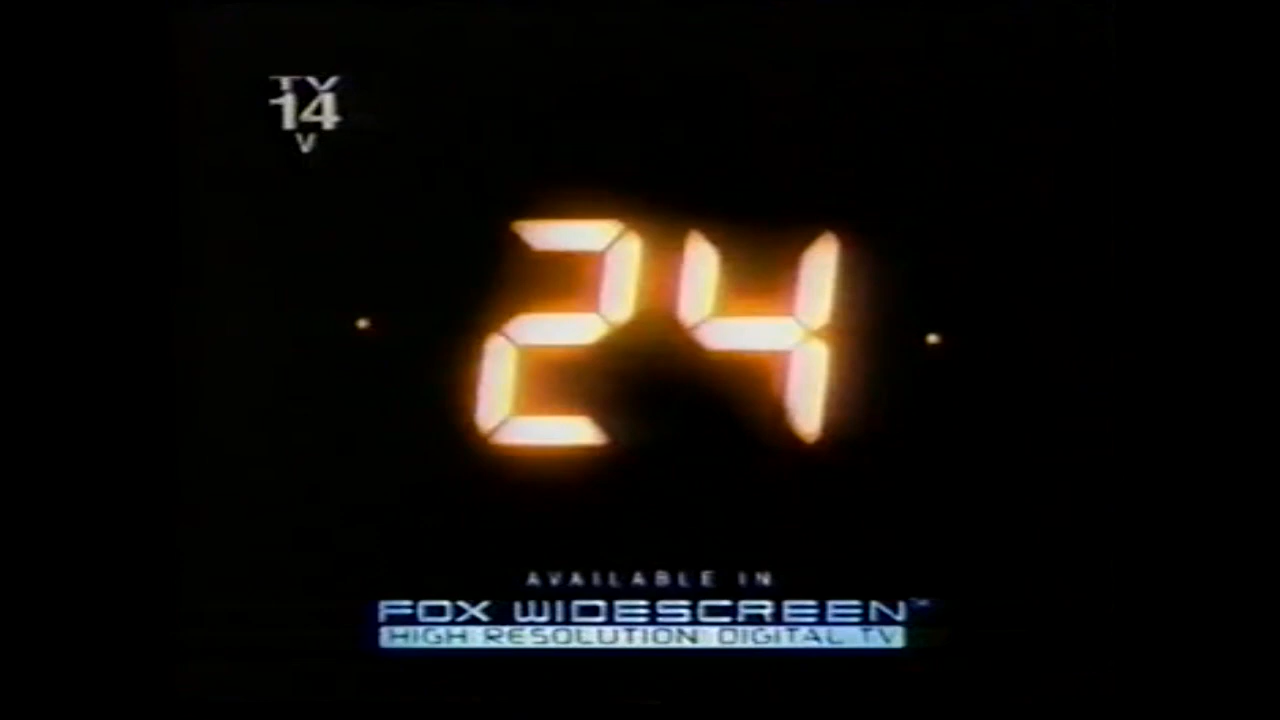 TV
14
V
24
AVAILABLE IN
FOX WIDESCREEN™
HIGH RESOLUTION DIGITAL TV